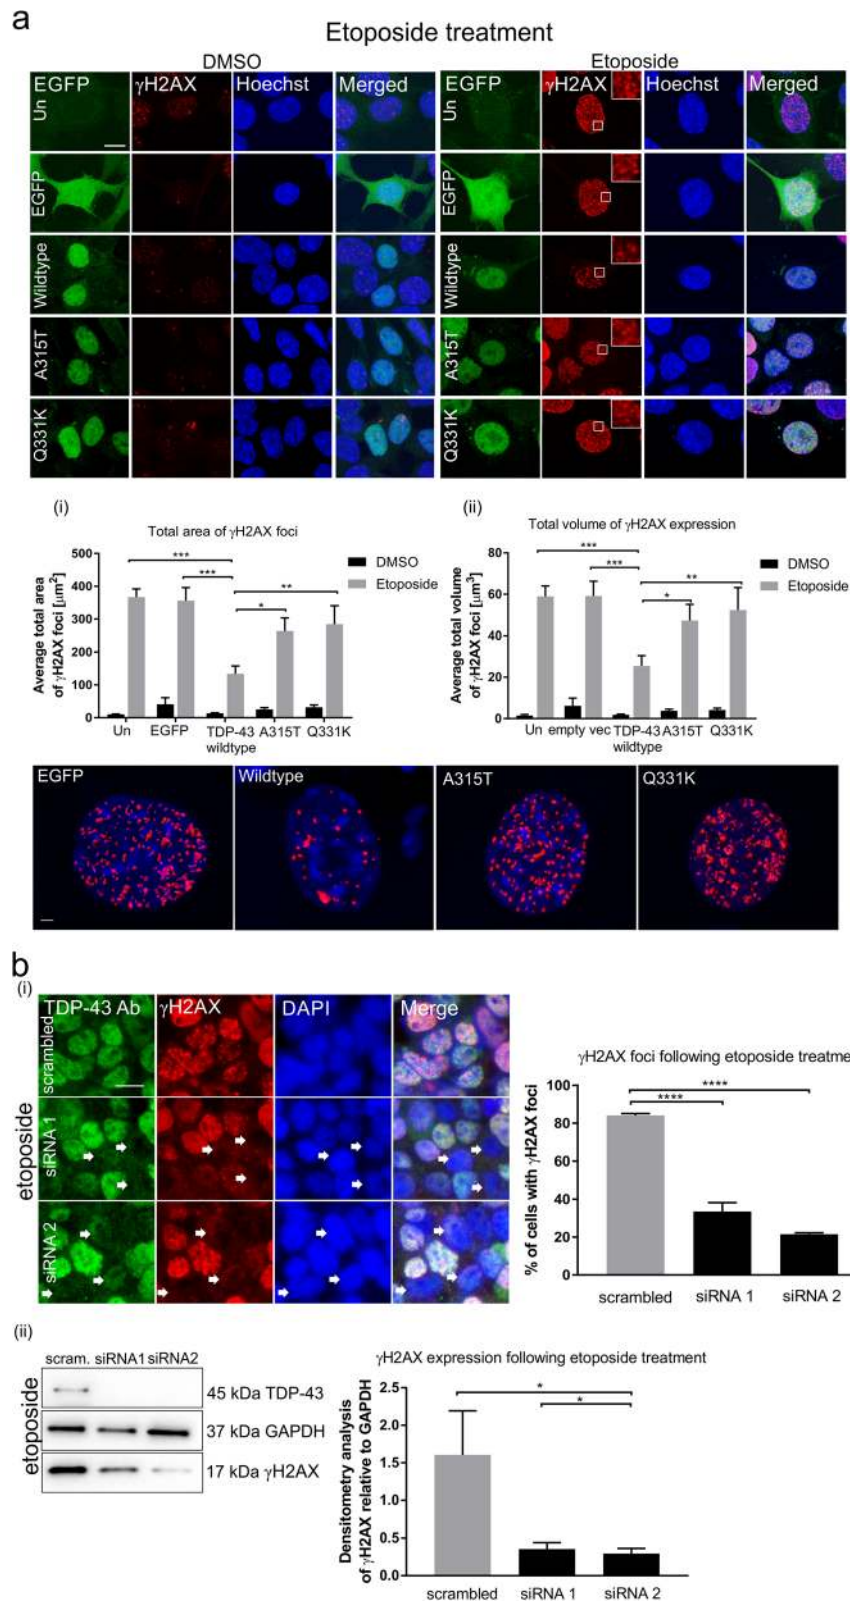 a
Etoposide treatment
DMSO
Etoposide
EGFP γH2AX Hoechst Merged EGFP γH2AX Hoechst Merged
Un
Un
EGFP
EGFP
Wildtype
Wildtype
A315T
A315T
Q331K
Q331K
(i)
Total area of γH2AX foci
Average total area
of γH2AX foci [µm²]
500
400
300
200
100
0
***
***
**
*
DMSO
Etoposide
Un EGFP TDP-43 A315T Q331K
wildtype
(ii)
Total volume of γH2AX expression
Average total volume
of γH2AX foci [µm³]
80
60
40
20
0
***
***
**
*
DMSO
Etoposide
Un empty vec TDP-43 A315T Q331K
wildtype
EGFP Wildtype A315T Q331K
b
(i)
TDP-43 Ab γH2AX DAPI Merge
etoposide
scrambled
siRNA 1
siRNA 2
γH2AX foci following etoposide treatme
% of cells with γH2AX foci
100
80
60
40
20
0
****
****
scrambled siRNA 1 siRNA 2
(ii)
etoposide
scram. siRNA1 siRNA2
45 kDa TDP-43
37 kDa GAPDH
17 kDa γH2AX
γH2AX expression following etoposide treatment
Densitometry analysis
of γH2AX relative to GAPDH
2.5
2.0
1.5
1.0
0.5
0.0
*
*
scrambled siRNA 1 siRNA 2